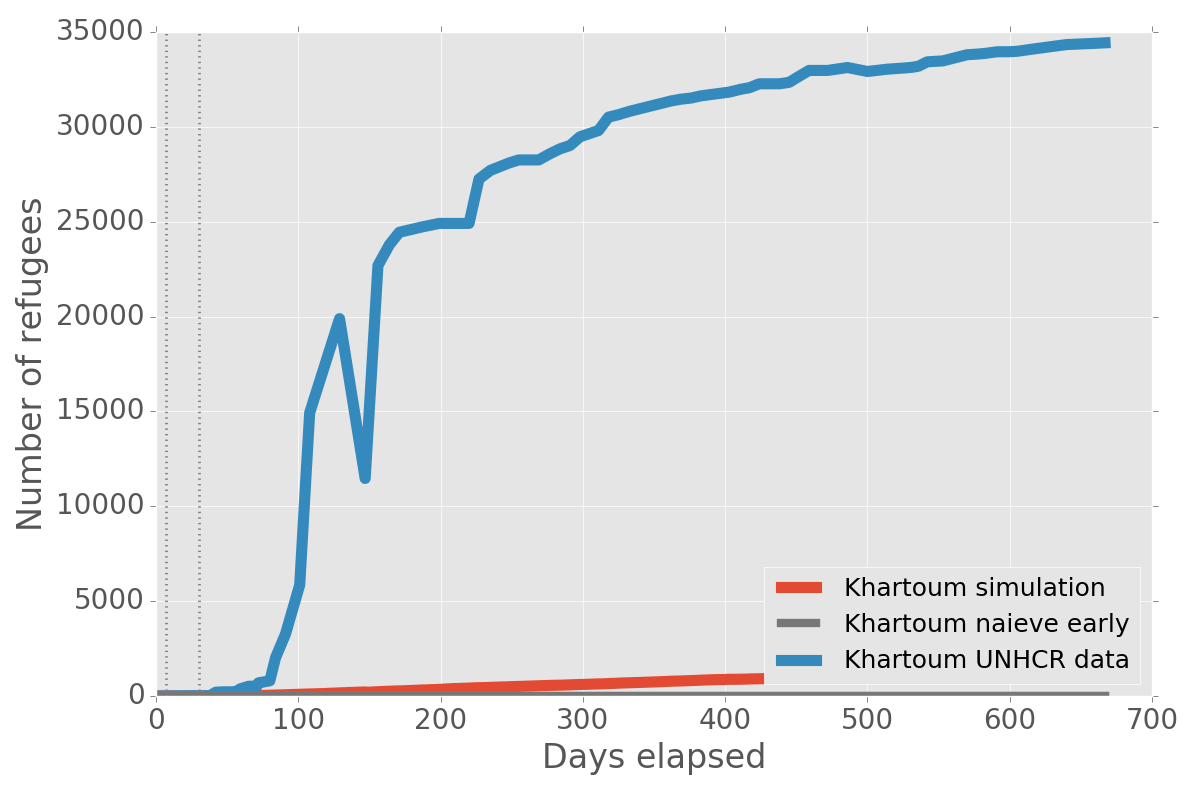 35000
30000
25000
20000
15000
10000
5000
0
Number of refugees
Khartoum simulation
Khartoum naieve early
Khartoum UNHCR data
0 100 200 300 400 500 600 700
Days elapsed